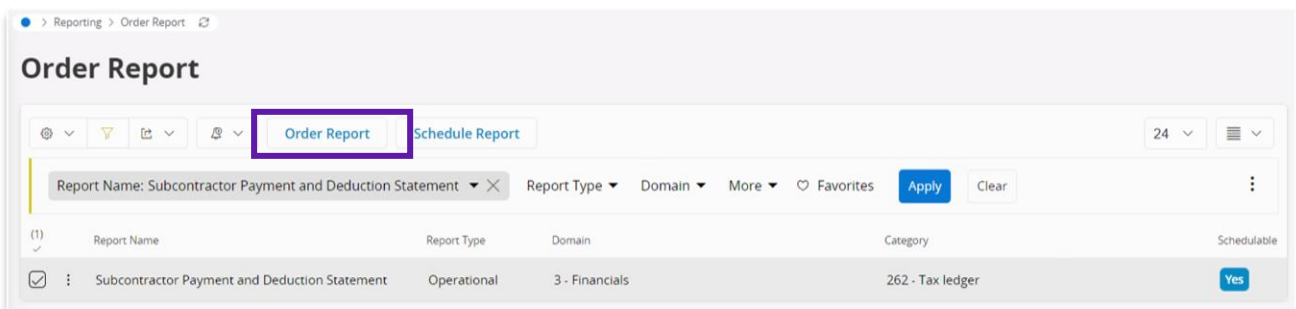 > Reporting > Order Report
Order Report
Order Report Schedule Report 24
Report Name: Subcontractor Payment and Deduction Statement Report Type Domain More Favorites Apply Clear
(1)
Report Name Report Type Domain Category Schedulable
Subcontractor Payment and Deduction Statement Operational 3 - Financials 262 - Tax ledger Yes